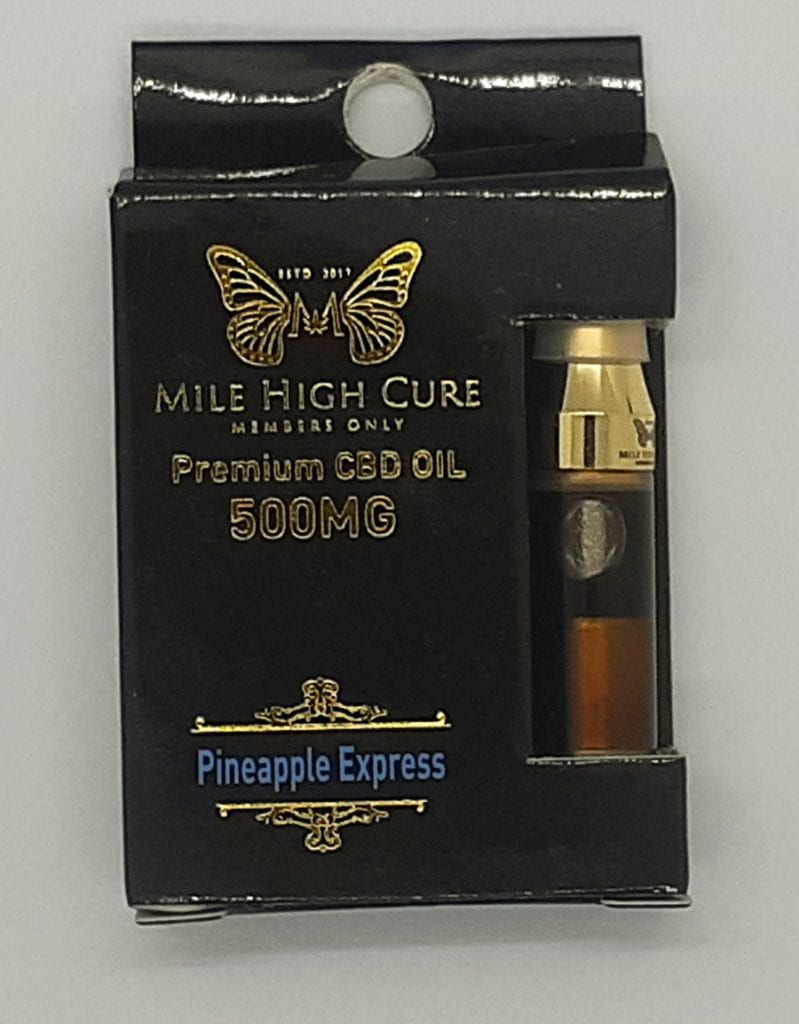 ESTD 2017
M
MILE HIGH CURE
MEMBERS ONLY
Premium CBD OIL
500MG
Pineapple Express